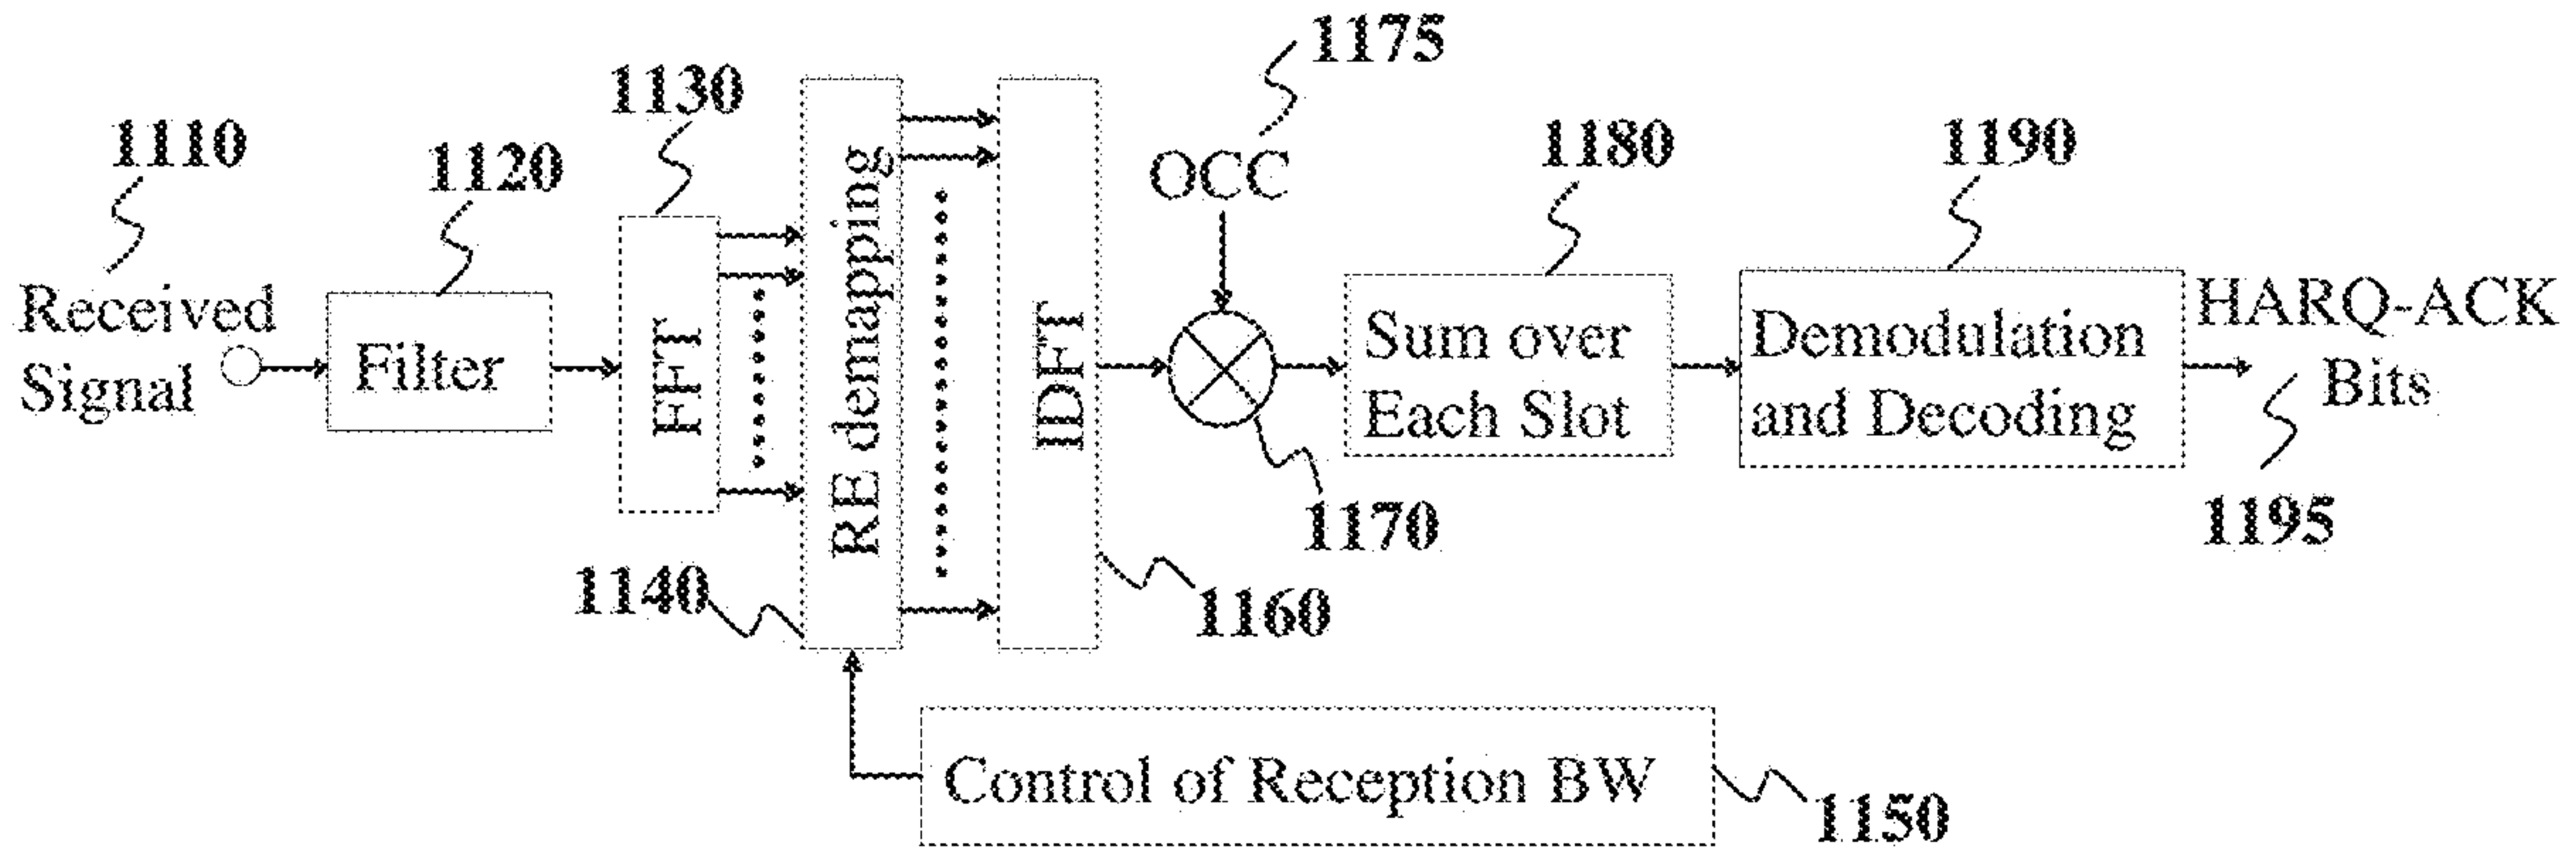 1175
1130
1110
1120
1180
1190
OCC
Received
Signal
Filter
FFT
RE demapping
IDFT
Sum over
Each Slot
Demodulation
and Decoding
HARQ-ACK
Bits
1170
1195
1140
1160
Control of Reception BW
1150